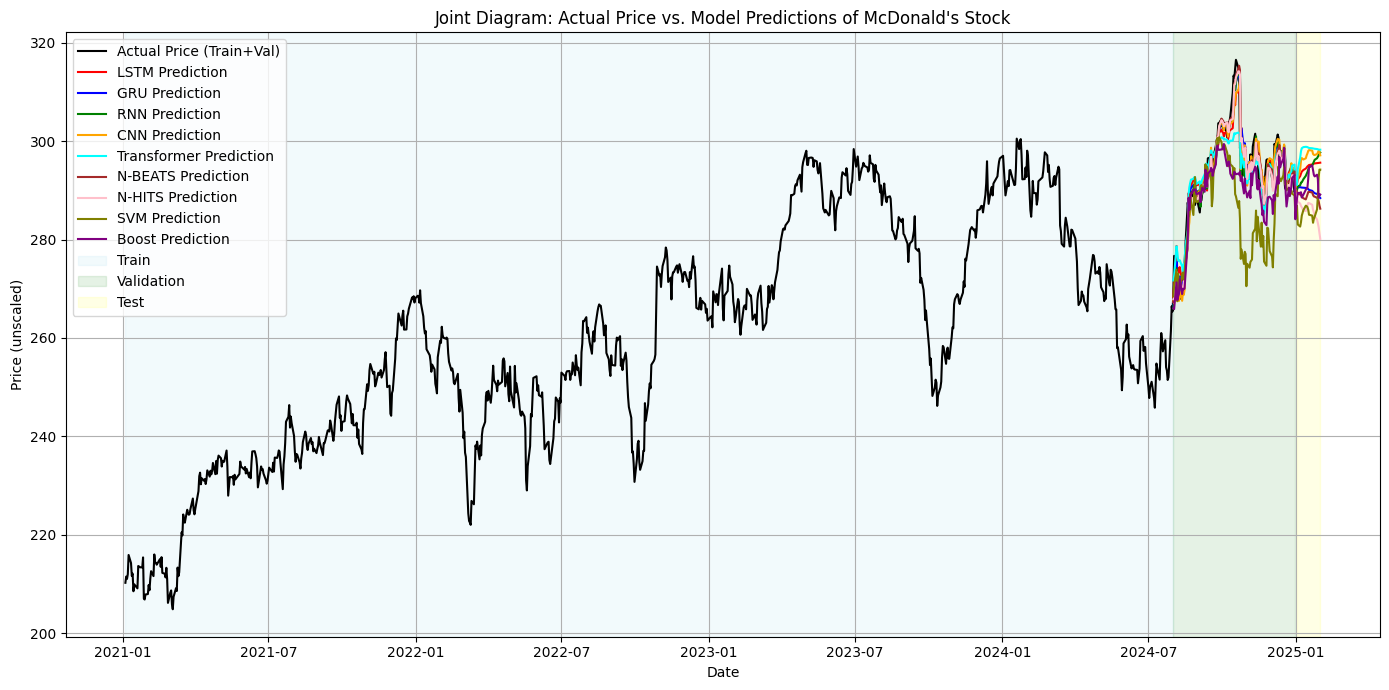 Joint Diagram: Actual Price vs. Model Predictions of McDonald's Stock
320
300
280
260
240
220
200
Price (unscaled)
Actual Price (Train+Val)
LSTM Prediction
GRU Prediction
RNN Prediction
CNN Prediction
Transformer Prediction
N-BEATS Prediction
N-HITS Prediction
SVM Prediction
Boost Prediction
Train
Validation
Test
2021-01 2021-07 2022-01 2022-07 2023-01 2023-07 2024-01 2024-07 2025-01
Date